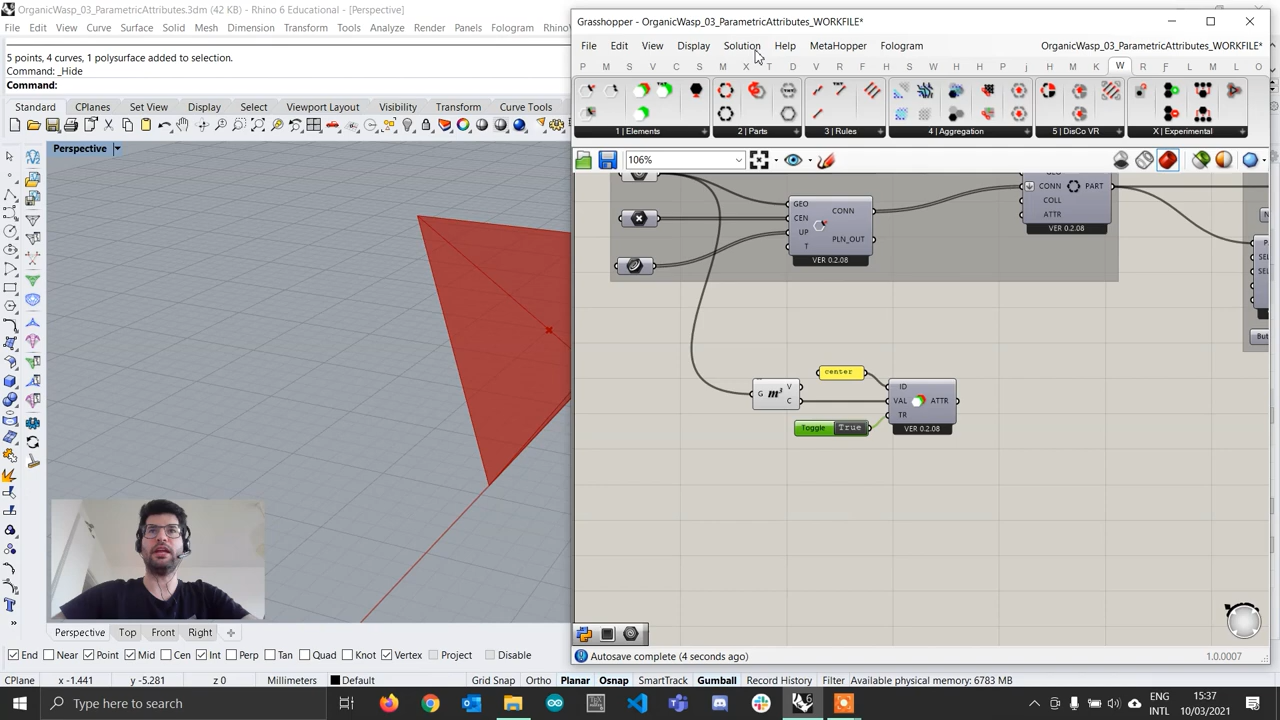 OrganicWasp_03_ParametricAttributes.3dm (42 KB) - Rhino 6 Educational - [Perspective]
File Edit View Curve Surface Solid Mesh Dimension Transform Tools Analyze Render Panels Fologram
5 points, 4 curves, 1 polysurface added to selection.
Command: _Hide
Command:
Standard CPlanes Set View Display Select Viewport Layout Visibility Transform Curve Tools
Perspective
Grasshopper - OrganicWasp_03_ParametricAttributes_WORKFILE*
File Edit View Display Solution Help MetaHopper Fologram OrganicWasp_03_ParametricAttributes_WORKFILE*
P M S V C S M X T D V R F H S H H P j M K W R F L O
1 | Elements 2 | Parts 3 | Rules 4 | Aggregation 5 | DisCo VR X | Experimental
106%
GEO
CEN
UP
T
CONN
PLN_OUT
VER 0.2.08
CONN
COLL
ATTR
PART
VER 0.2.08
center
G m³ V
C
ID
VAL
TR
ATTR
VER 0.2.08
Toggle True
But
Autosave complete (4 seconds ago)
1.0.0007
Perspective Top Front Right
End Near Point Mid Cen Int Perp Tan Quad Knot Vertex Project Disable
CPlane x -1.441 y -5.281 z 0 Millimeters Default Grid Snap Ortho Planar Osnap SmartTrack Gumball Record History Filter Available physical memory: 6783 MB
Type here to search
ENG
INTL
15:37
10/03/2021